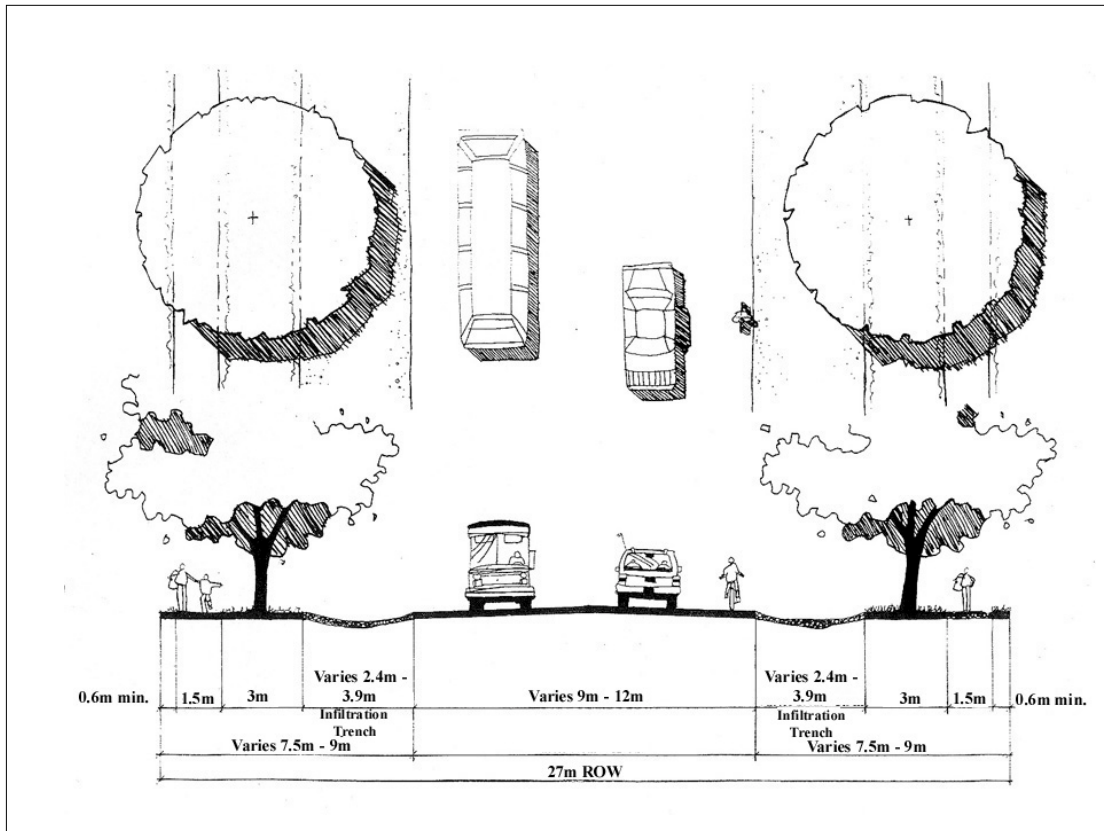 0.6m min.
1.5m
3m
Varies 2.4m -
3.9m
Infiltration
Trench
Varies 9m - 12m
Varies 2.4m -
3.9m
Infiltration
Trench
3m
1.5m
0.6m min.
Varies 7.5m - 9m
Varies 7.5m - 9m
27m ROW